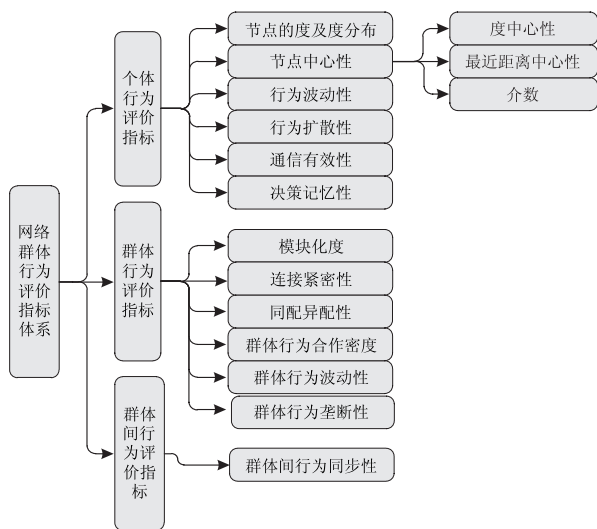 网络
群体
行为
评价
指标
体系
个体
行为
评价
指标
节点的度及度分布
节点中心性
行为波动性
行为扩散性
通信有效性
决策记忆性
度中心性
最近距离中心性
介数
群体
行为
评价
指标
模块化度
连接紧密性
同配异配性
群体行为合作密度
群体行为波动性
群体行为垄断性
群体
间行
为评
价指
标
群体间行为同步性